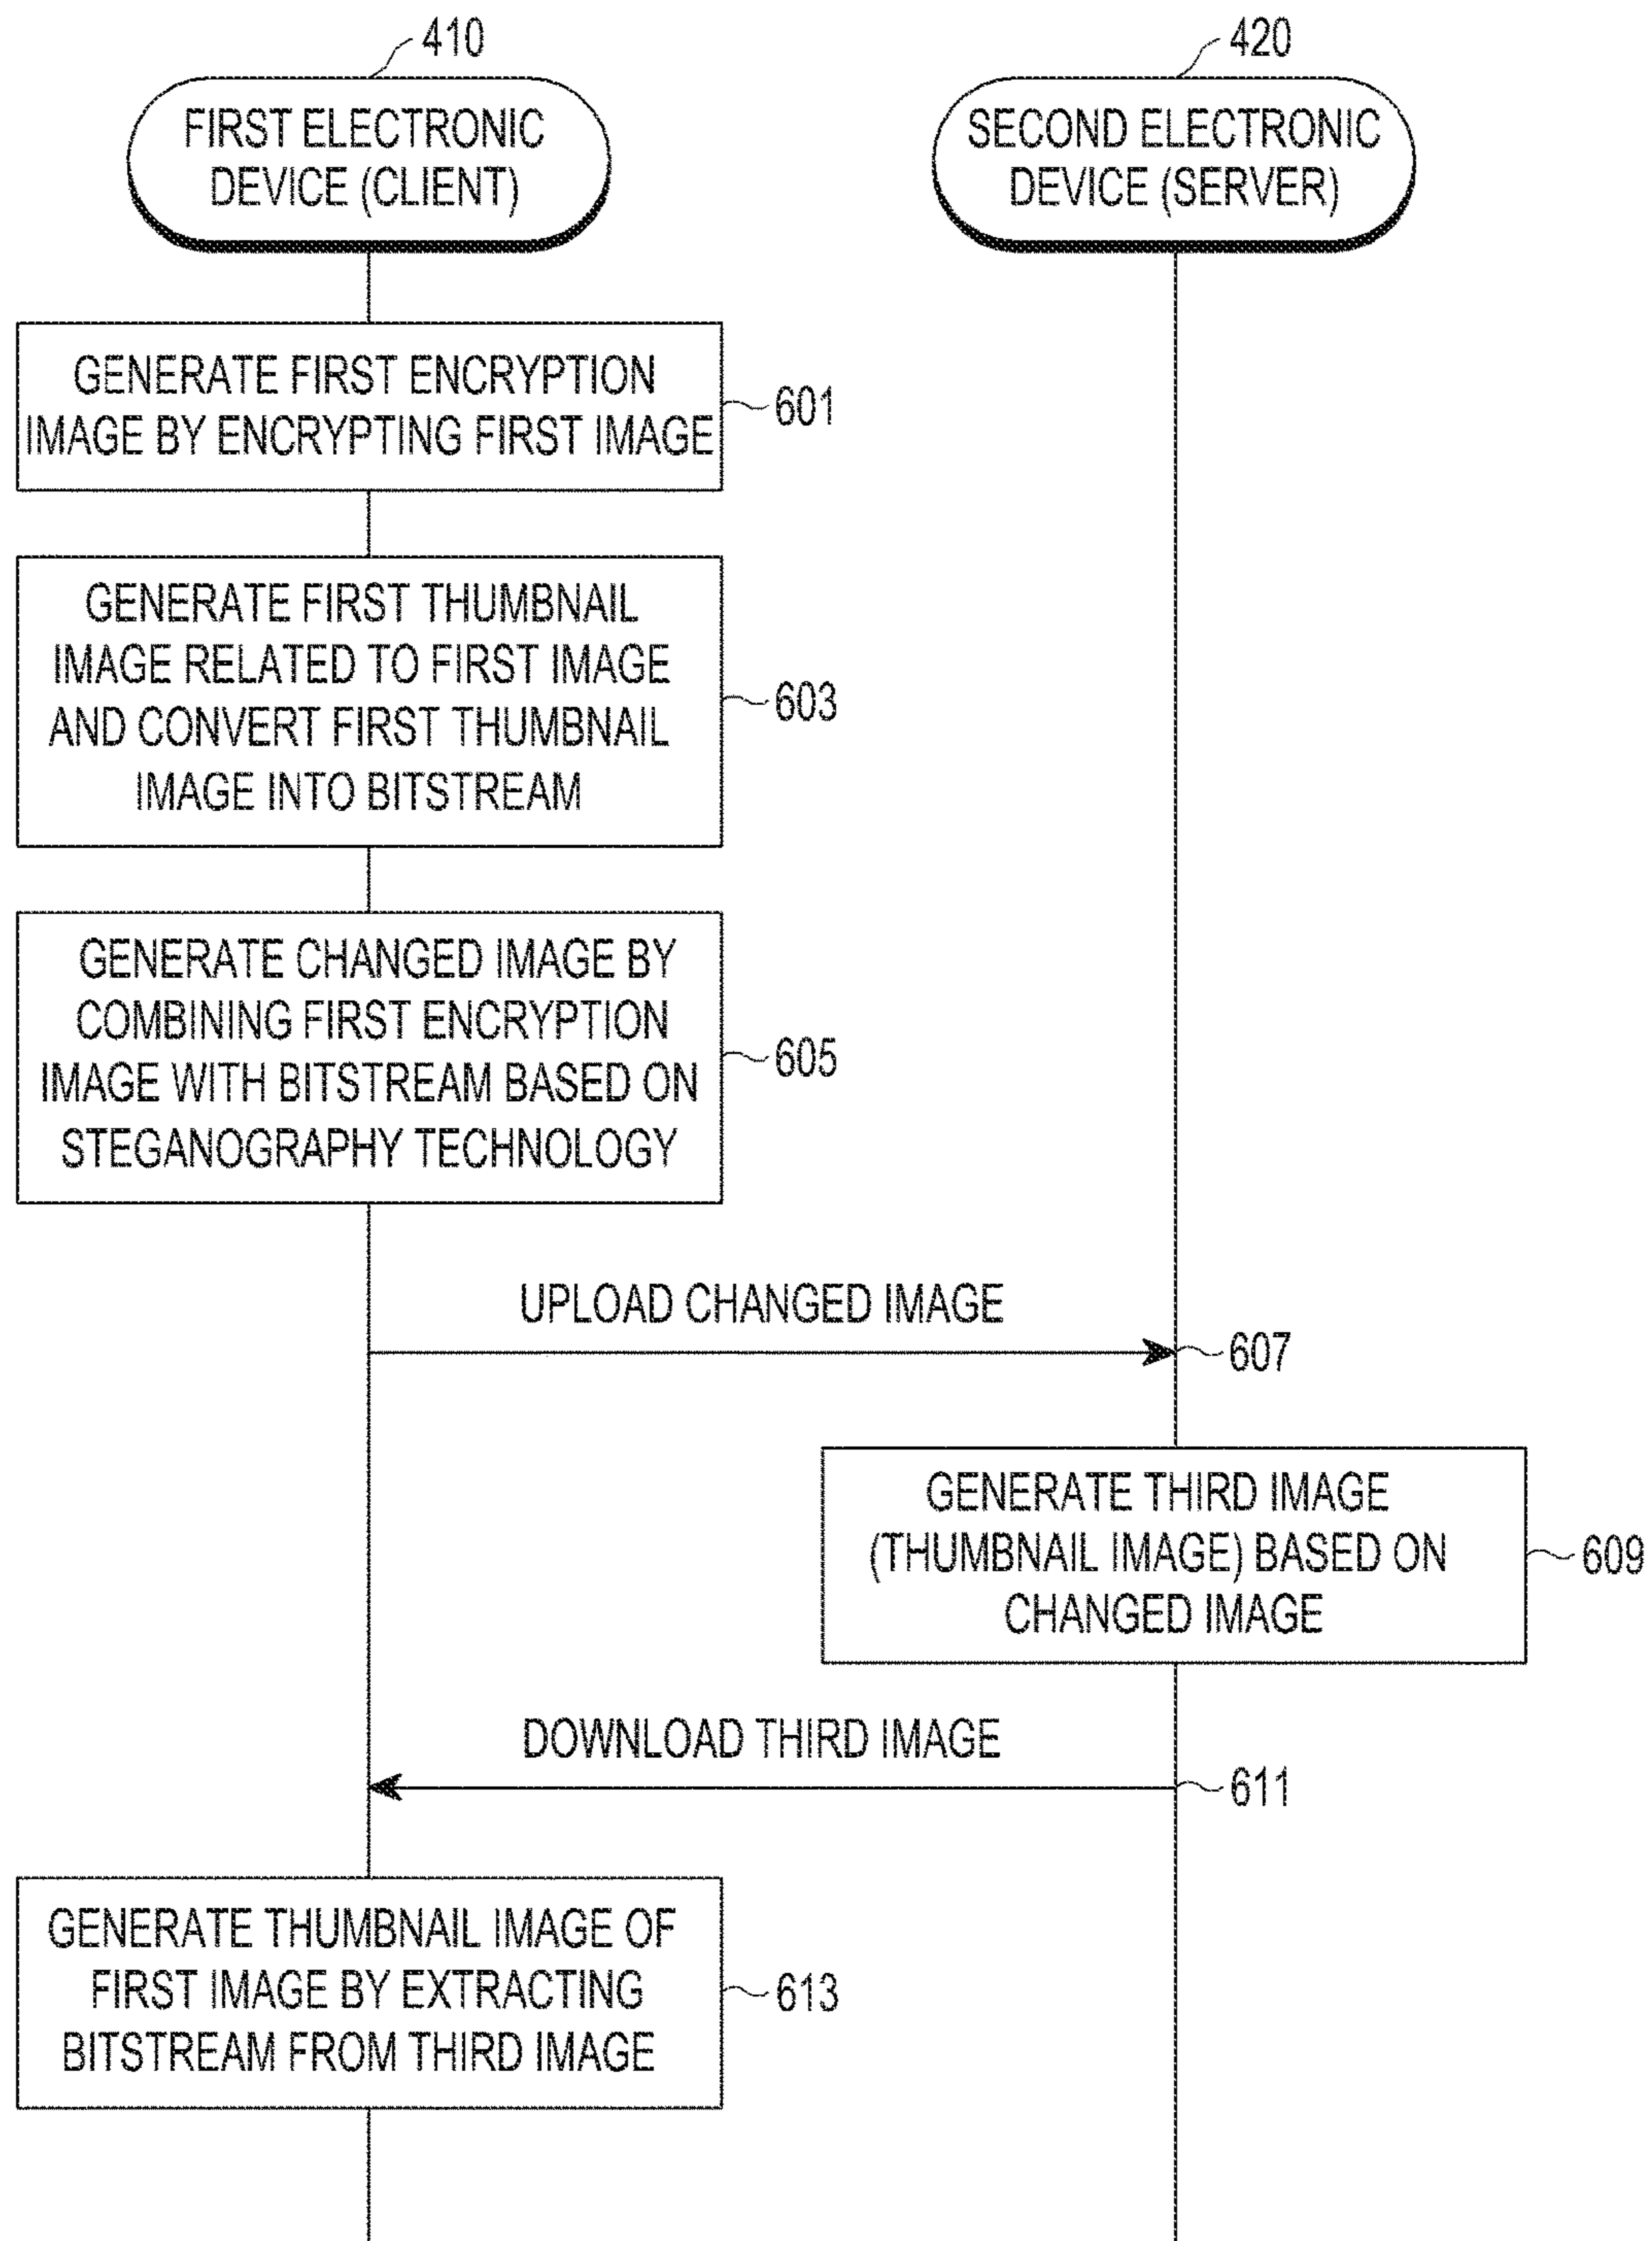 410
FIRST ELECTRONIC
DEVICE (CLIENT)
420
SECOND ELECTRONIC
DEVICE (SERVER)
GENERATE FIRST ENCRYPTION
IMAGE BY ENCRYPTING FIRST IMAGE
601
GENERATE FIRST THUMBNAIL
IMAGE RELATED TO FIRST IMAGE
AND CONVERT FIRST THUMBNAIL
IMAGE INTO BITSTREAM
603
GENERATE CHANGED IMAGE BY
COMBINING FIRST ENCRYPTION
IMAGE WITH BITSTREAM BASED ON
STEGANOGRAPHY TECHNOLOGY
605
UPLOAD CHANGED IMAGE
607
GENERATE THIRD IMAGE
(THUMBNAIL IMAGE) BASED ON
CHANGED IMAGE
609
DOWNLOAD THIRD IMAGE
611
GENERATE THUMBNAIL IMAGE OF
FIRST IMAGE BY EXTRACTING
BITSTREAM FROM THIRD IMAGE
613